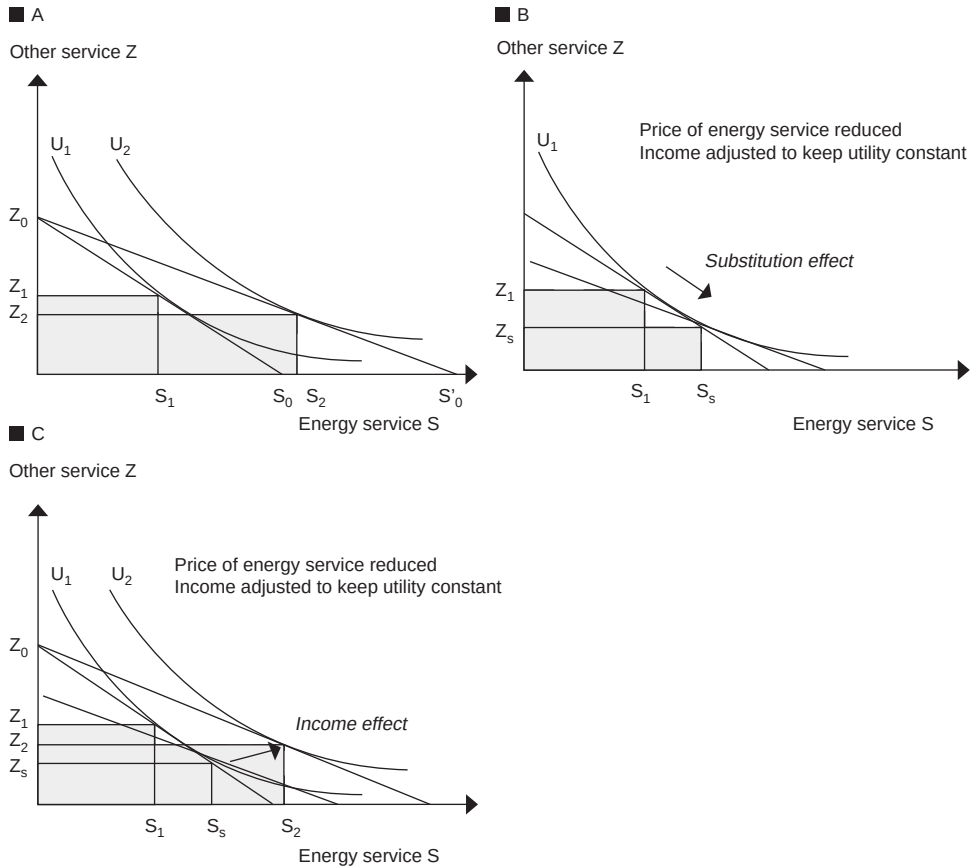 A
Other service Z
U1
U2
Z0
Z1
Z2
S1
S0
S2
S'0
Energy service S
B
Other service Z
Price of energy service reduced
Income adjusted to keep utility constant
U1
Substitution effect
Z1
Zs
S1
Ss
Energy service S
C
Other service Z
Price of energy service reduced
Income adjusted to keep utility constant
U1
U2
Z0
Z1
Income effect
Z2
Zs
S1
Ss
S2
Energy service S